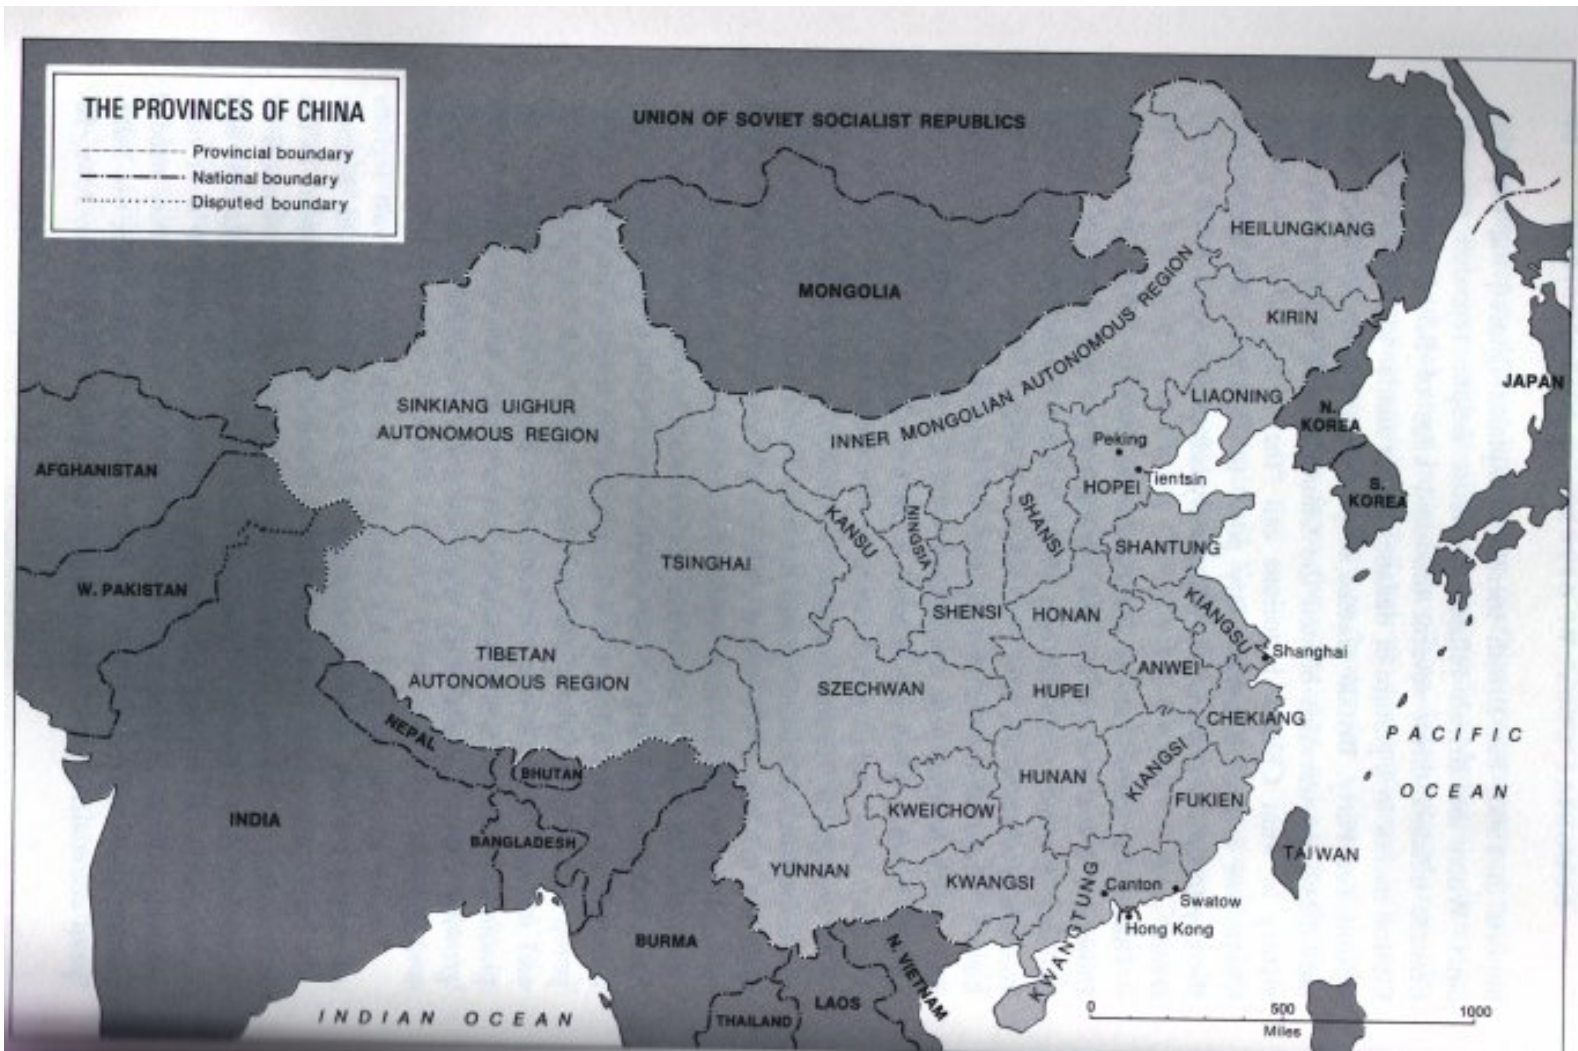 THE PROVINCES OF CHINA
Provincial boundary
National boundary
Disputed boundary
UNION OF SOVIET SOCIALIST REPUBLICS
HEILUNGKIANG
MONGOLIA
KIRIN
INNER MONGOLIAN AUTONOMOUS REGION
LIAONING
JAPAN
SINKIANG UIGHUR
AUTONOMOUS REGION
N.
KOREA
Peking
AFGHANISTAN
Tientsin
HOPEI
S.
KOREA
KANSU
NINGSIA
SHANSI
SHANTUNG
TSINGHAI
W. PAKISTAN
SHENSI
HONAN
KIANGSU
Shanghai
TIBETAN
AUTONOMOUS REGION
ANWEI
SZECHWAN
HUPEI
CHEKIANG
PACIFIC
OCEAN
NEPAL
BHUTAN
HUNAN
KIANGSI
FUKIEN
KWEICHOW
INDIA
BANGLADESH
TAIWAN
YUNNAN
KWANGSI
KWANGTUNG
Canton
Swatow
Hong Kong
BURMA
N. VIETNAM
LAOS
THAILAND
INDIAN OCEAN
0 500 1000
Miles